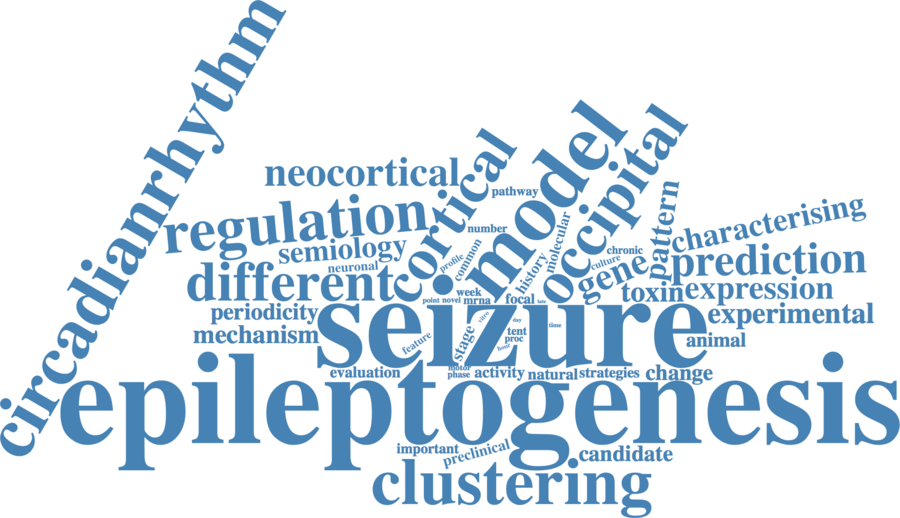 circadianrhythm
neocortical
cortical
model
occipital
pathway
regulation
number
molecular
pattern
characterising
semiology
common
profile
neuronal
history
chronic
culture
gene
prediction
different
week
point
novel
mrna
focal
late
toxin
expression
periodicity
seizure
experimental
mechanism
feature
stage
vitro
day
time
tent
proc
hour
animal
evaluation
motor
phase
activity
natural
strategies
change
epileptogenesis
important
preclinical
candidate
clustering